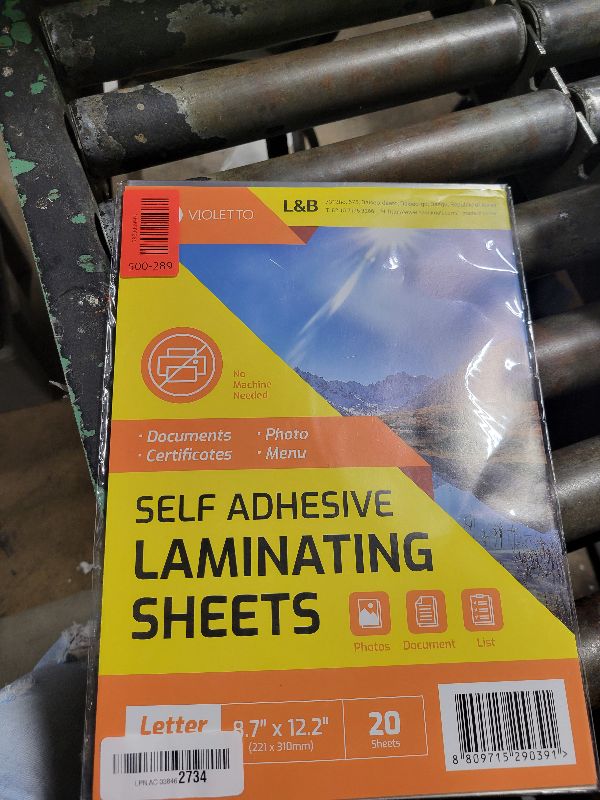 VIOLETTO
L&B
500-289
No
Machine
Needed
· Documents · Photo
· Certificates · Menu
SELF ADHESIVE
LAMINATING
SHEETS
Photos Document List
Letter
8.7" x 12.2"
(221 x 310mm)
20
Sheets
8 809715 290391 >
2734